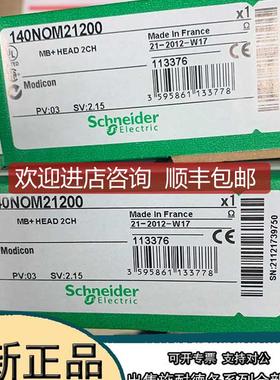 140NOM21200
x1
MB+ HEAD 2CH
Made in France
21-2012-W17
113376
Modicon
3 595861 133778
PV:03 SV:2.15
Schneider
Electric
欢迎进店咨询 顺丰包邮
40NOM21200
x1
MB+ HEAD 2CH
Made in France
21-2012-W17
113376
Modicon
3 595861 133778
PV:03 SV:2.15
Schneider
Electric
SN:21121739750
新正品
可开专票 支持对公